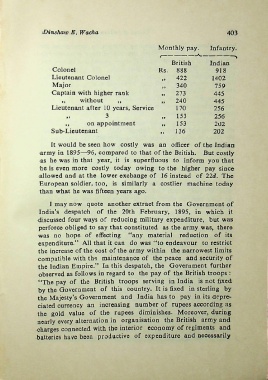 Dinshaw E. Wacha 403
Monthly pay. Infantry.
British Indian
Colonel Rs. 888 918
Lieutenant Colonel ,, 422 1402
Major ,, 340 759
Captain with higher rank ,, 273 445
,, without ,, ,, 240 445
Lieutenant after 10 years, Service 170 256
,, 3 ,, 153 256
,, on appointment ,, 153 202
Sub-Lieutenant ,, 136 202
It would be seen how costly was an officer of the Indian
army in 1895—96, compared to that of the British. But costly
as he was in that year, it is superfluous to inform you that
he is even more costly today owing to the higher pay since
allowed and at the lower exchange of 16 instead of 22d. The
European soldier, too, is similarly a costlier machine today
than what he was fifteen years ago.
I may now quote another extract from the Government of
India's despatch of the 20th February, 1895, in which it
discussed four ways of reducing military expenditure, but was
perforce obliged to say that constituted as the army was, there
was no hope of effecting "any material reduction of its
expenditure." All that it can do was "to endeavour to restrict
the increase of the cost of the army within the narrowest limits
compatible with the maintenance of the peace and security of
the Indian Empire." In this despatch, the Government further
observed as follows in regard to the pay of the British troops:
"The pay of the British troops serving in India is not fixed
by the Government of this country. It is fixed in sterling by
the Majesty's Government and India has to pay in its depre-
ciated currency an increasing number of rupees according as
the gold value of the rupees diminishes. Moreover, during
nearly every alternation in organisation the British army and
charges connected with the interior economy of regiments and
batteries have been productive of expenditure and necessarily